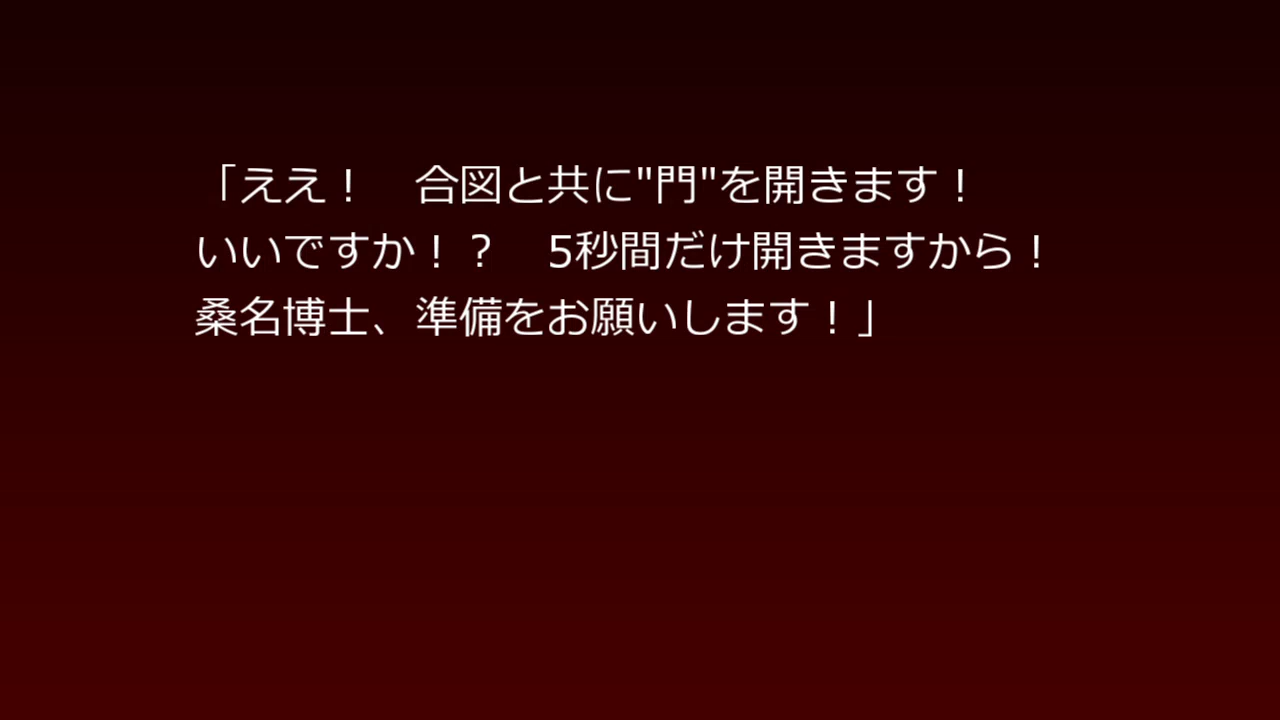 「ええ！　合図と共に"門"を開きます！
いいですか！？　5秒間だけ開きますから！
桑名博士、準備をお願いします！」